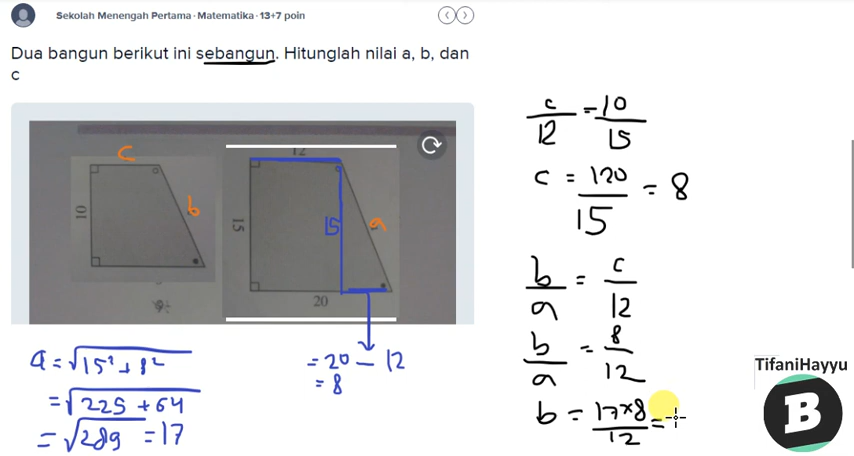 Sekolah Menengah Pertama · Matematika · 13+7 poin
Dua bangun berikut ini sebangun. Hitunglah nilai a, b, dan
c
c
10
b
12
15
15
a
20
a = √15² + 8²
= √225 + 64
= √289 = 17
= 20 − 12
= 8
c/12 = 10/15
c = 120/15 = 8
b/a = c/12
b/a = 8/12
b = 17×8/12 =
TifaniHayyu
B